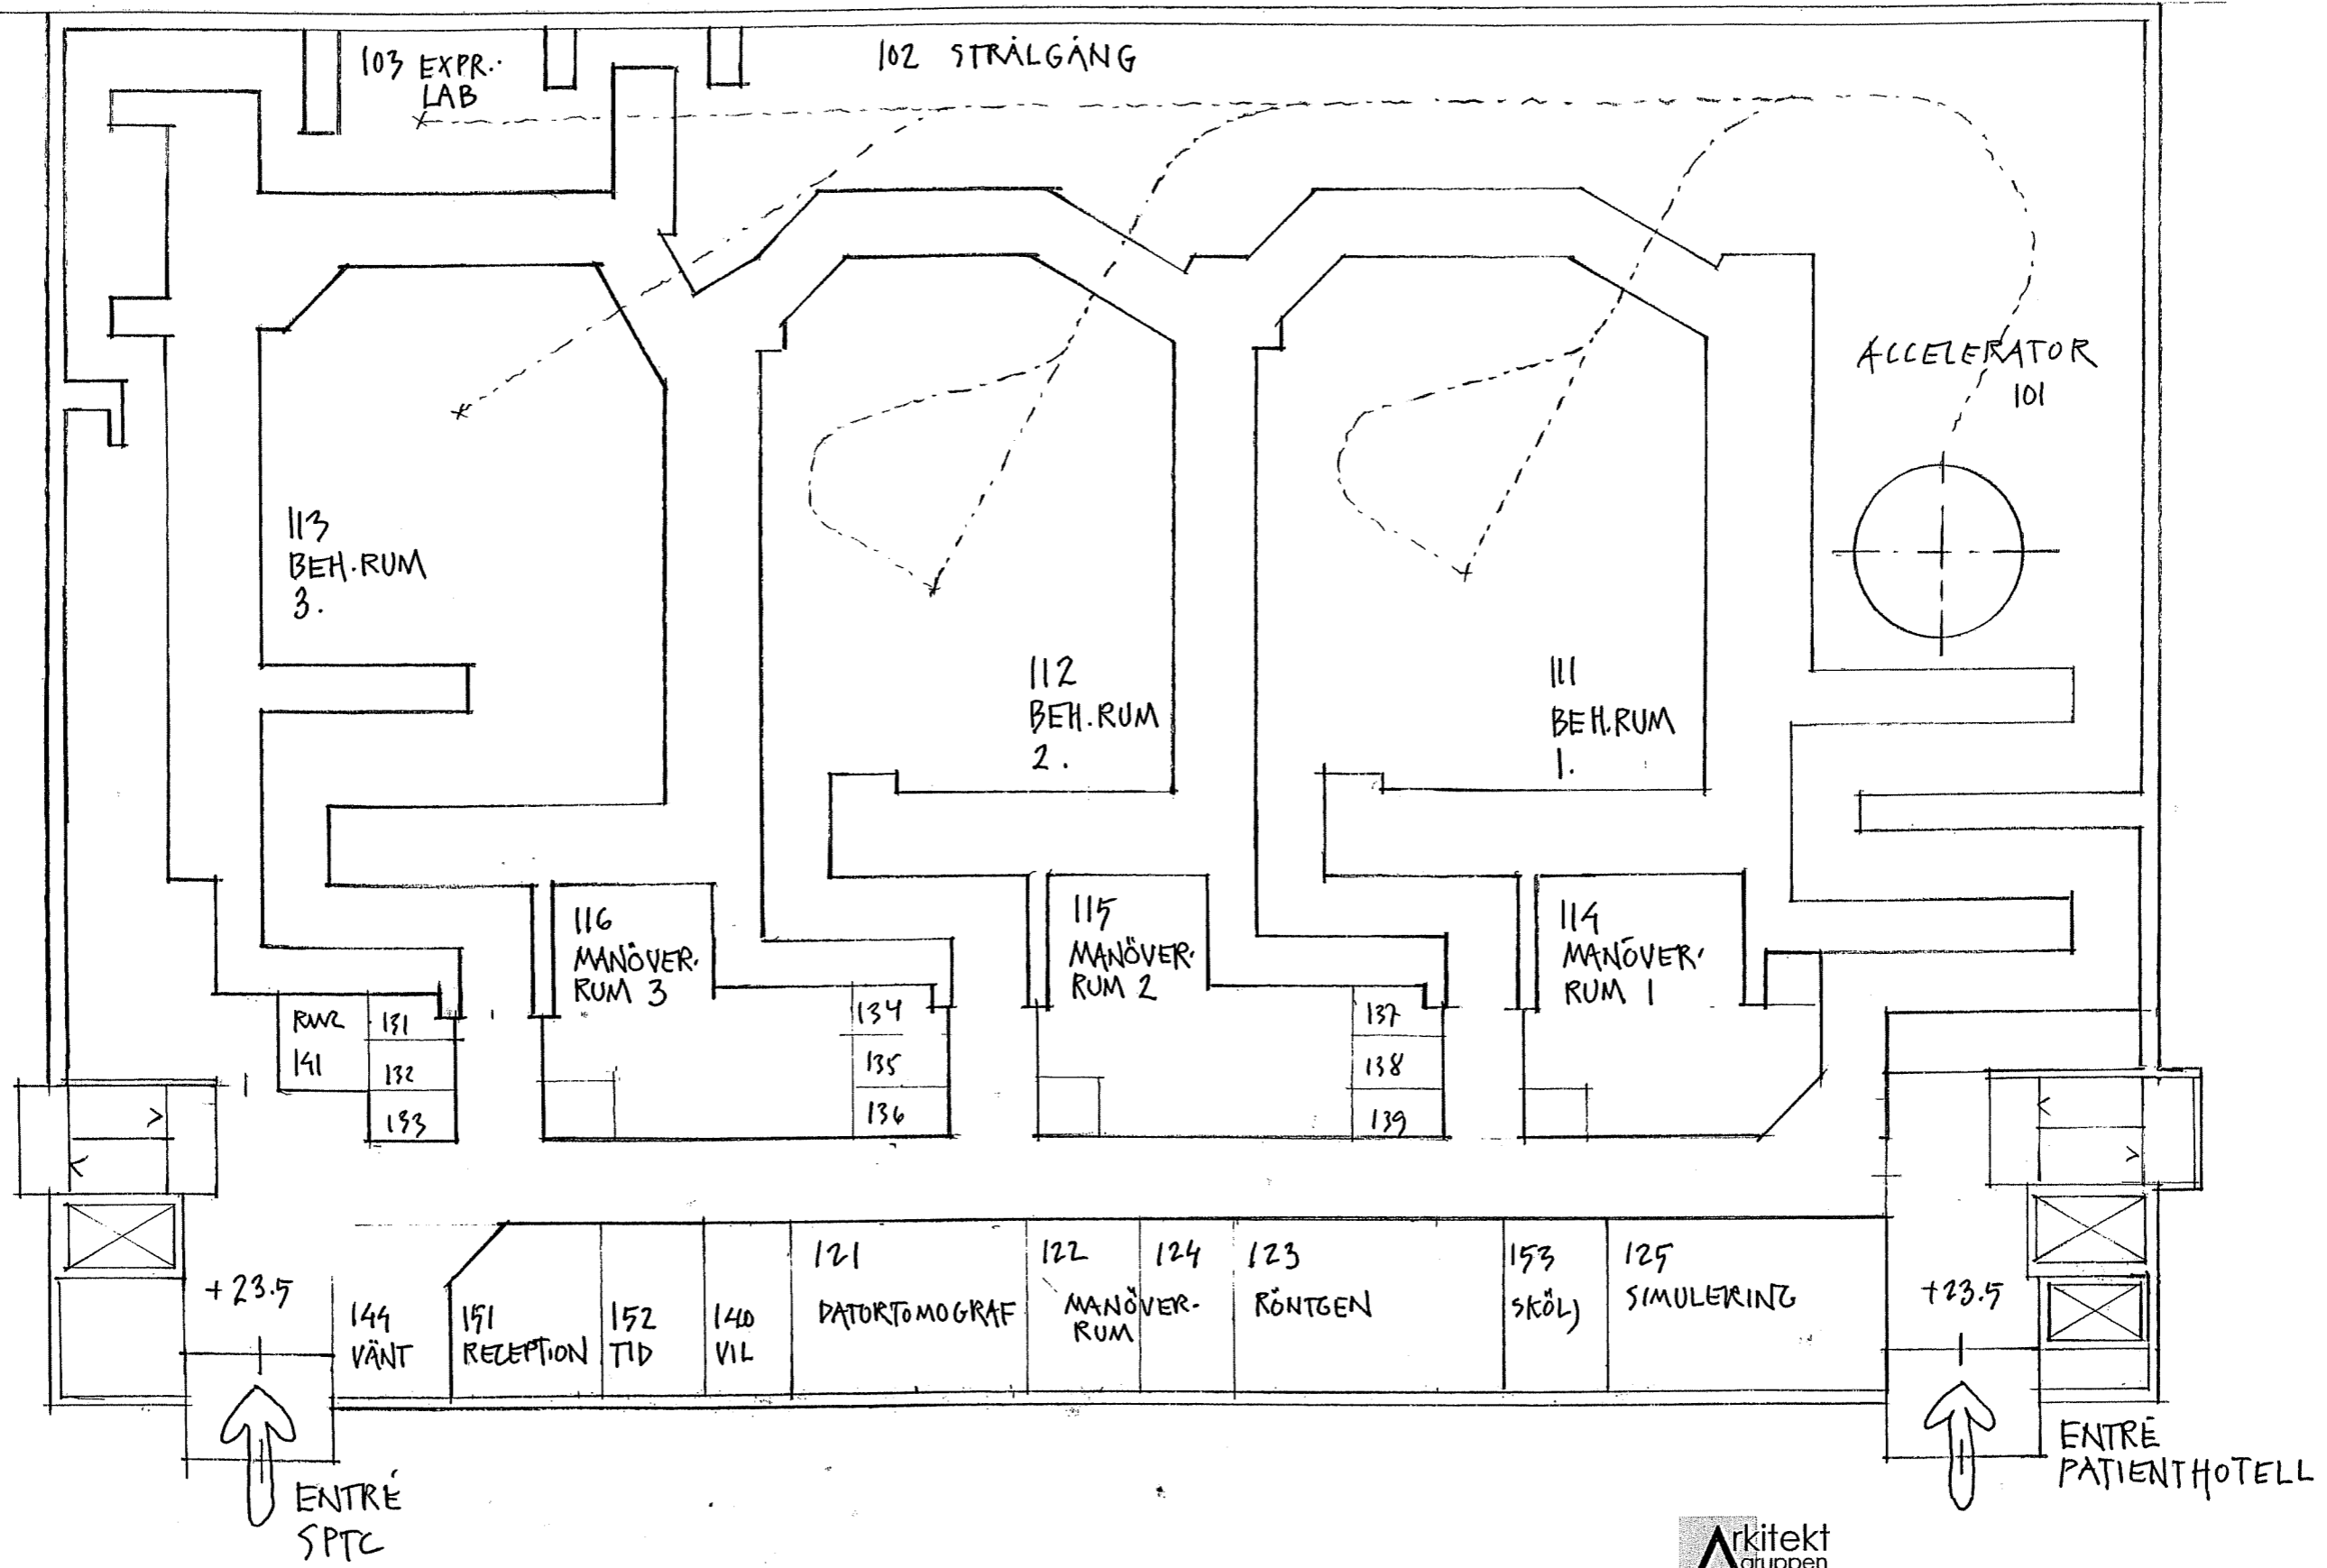 103 EXPR..
LAB
102 STRÅLGÅNG
ACCELERATOR
101
113
BEH.RUM
3.
112
BEH.RUM
2.
111
BEH.RUM
1.
116
MANÖVER-
RUM 3
115
MANÖVER-
RUM 2
114
MANÖVER-
RUM 1
141
131
132
133
134
135
136
137
138
139
+23.5
144
VÄNT
151
RECEPTION
152
TID
140
VIL
121
DATORTOMOGRAF
122
124
MANÖVER-
RUM
123
RÖNTGEN
153
SKÖLJ
125
SIMULERING
+23.5
ENTRÉ
SPTC
ENTRÉ
PATIENTHOTELL
Arkitekt
gruppen